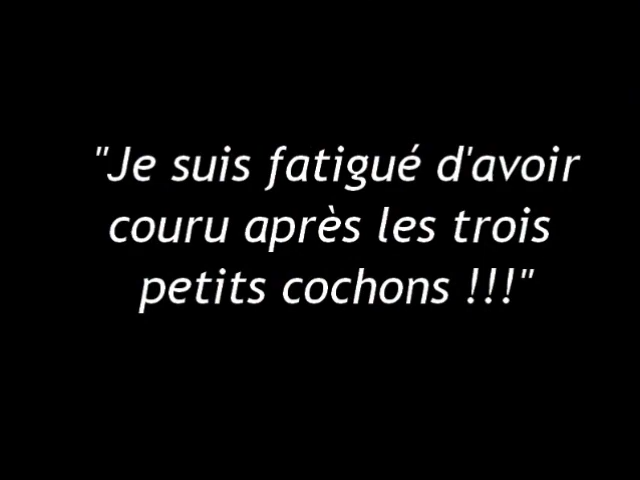 "Je suis fatigué d'avoir
couru après les trois
petits cochons !!!"